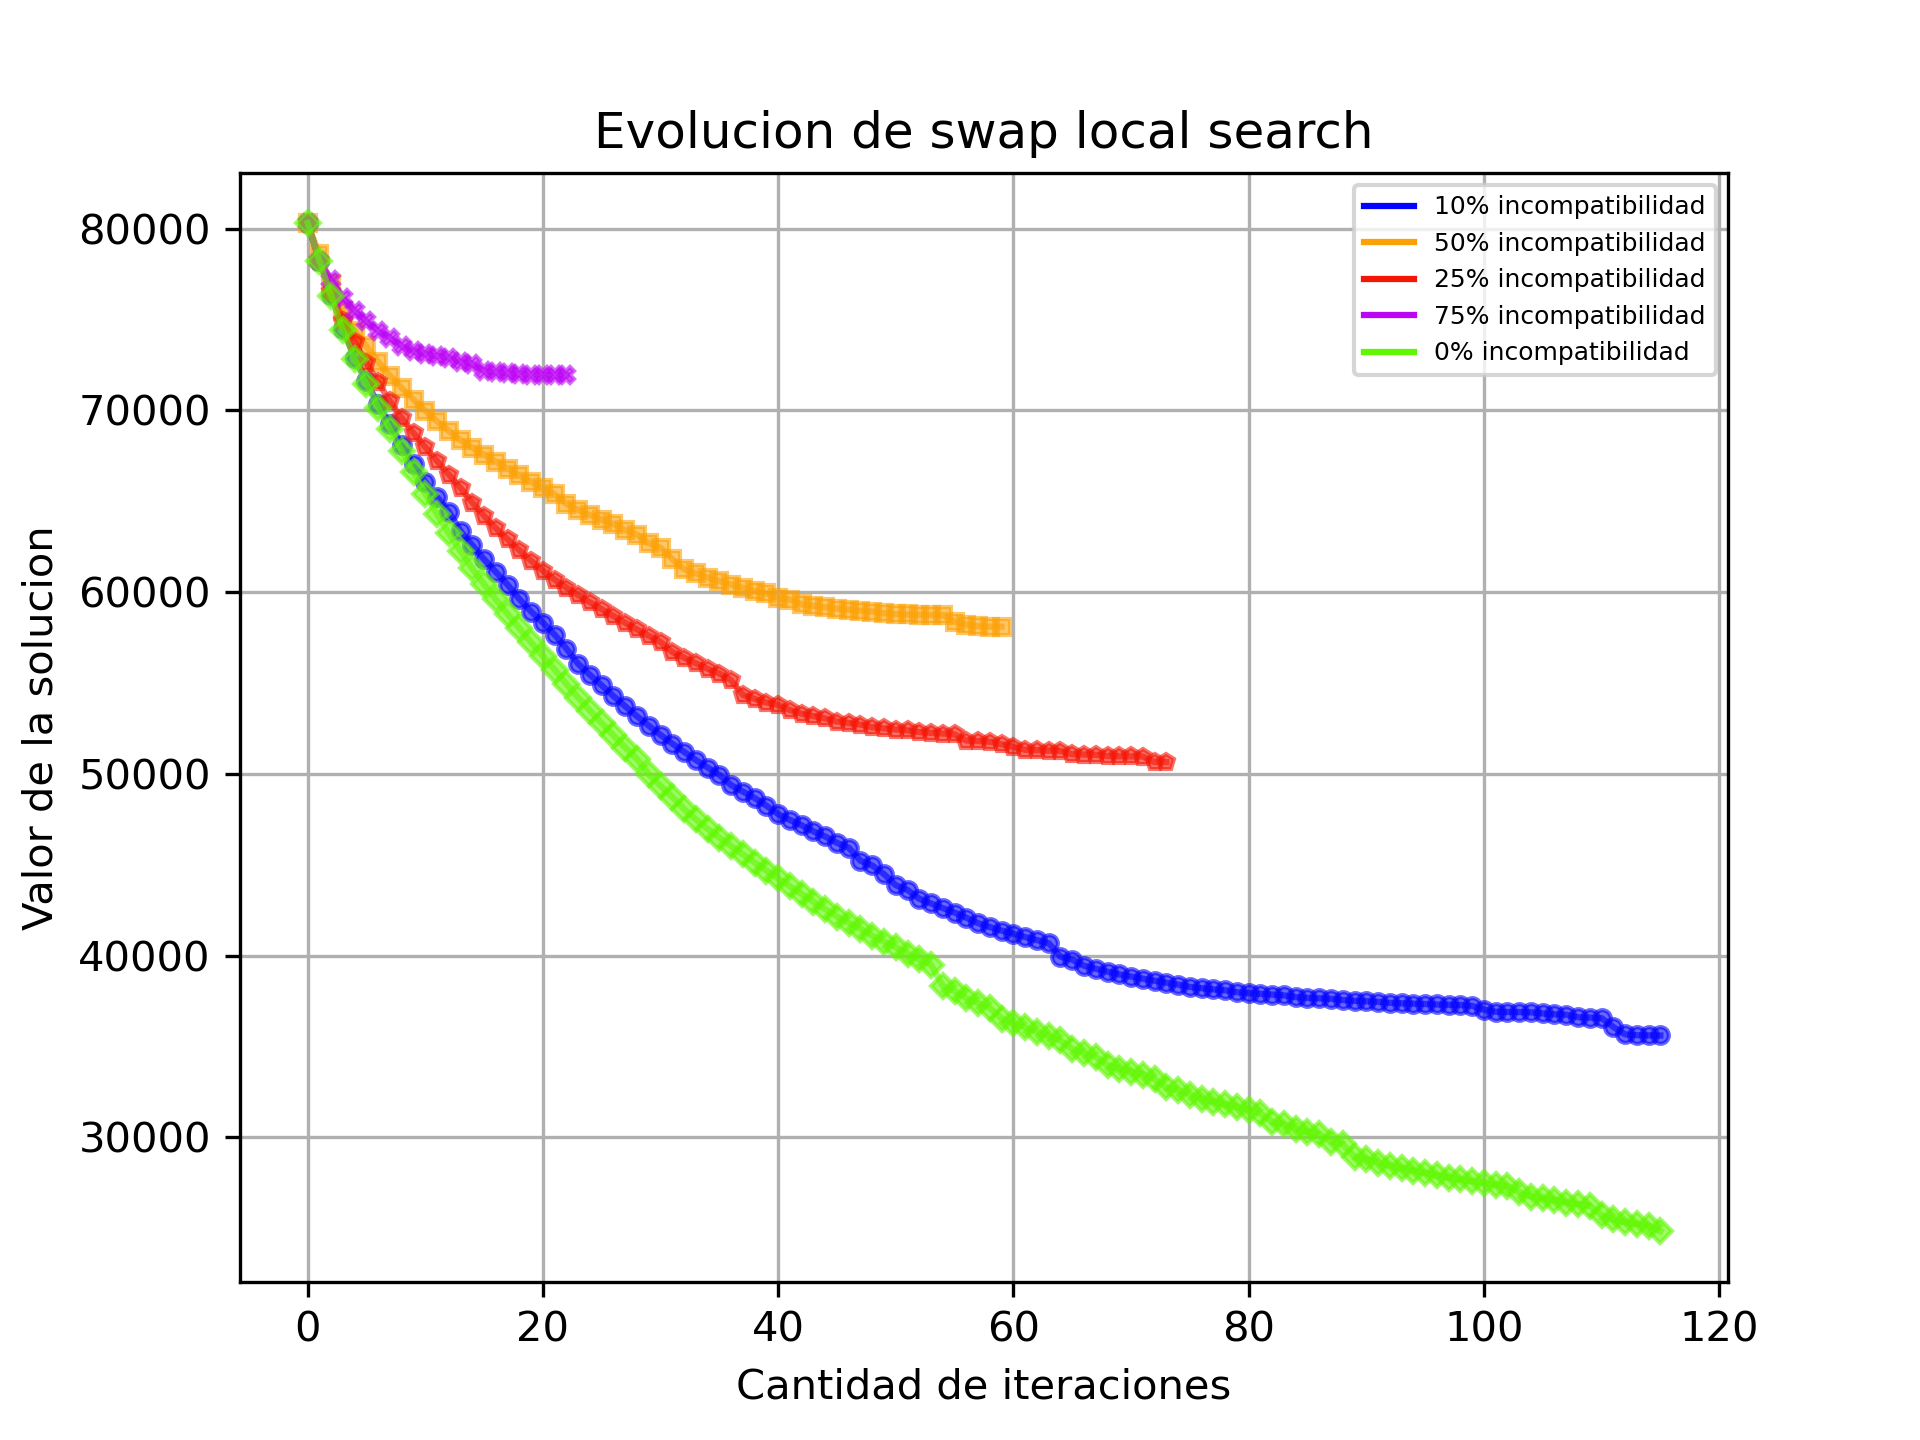 Evolucion de swap local search
10% incompatibilidad
50% incompatibilidad
25% incompatibilidad
75% incompatibilidad
0% incompatibilidad
Valor de la solucion
80000
70000
60000
50000
40000
30000
0 20 40 60 80 100 120
Cantidad de iteraciones